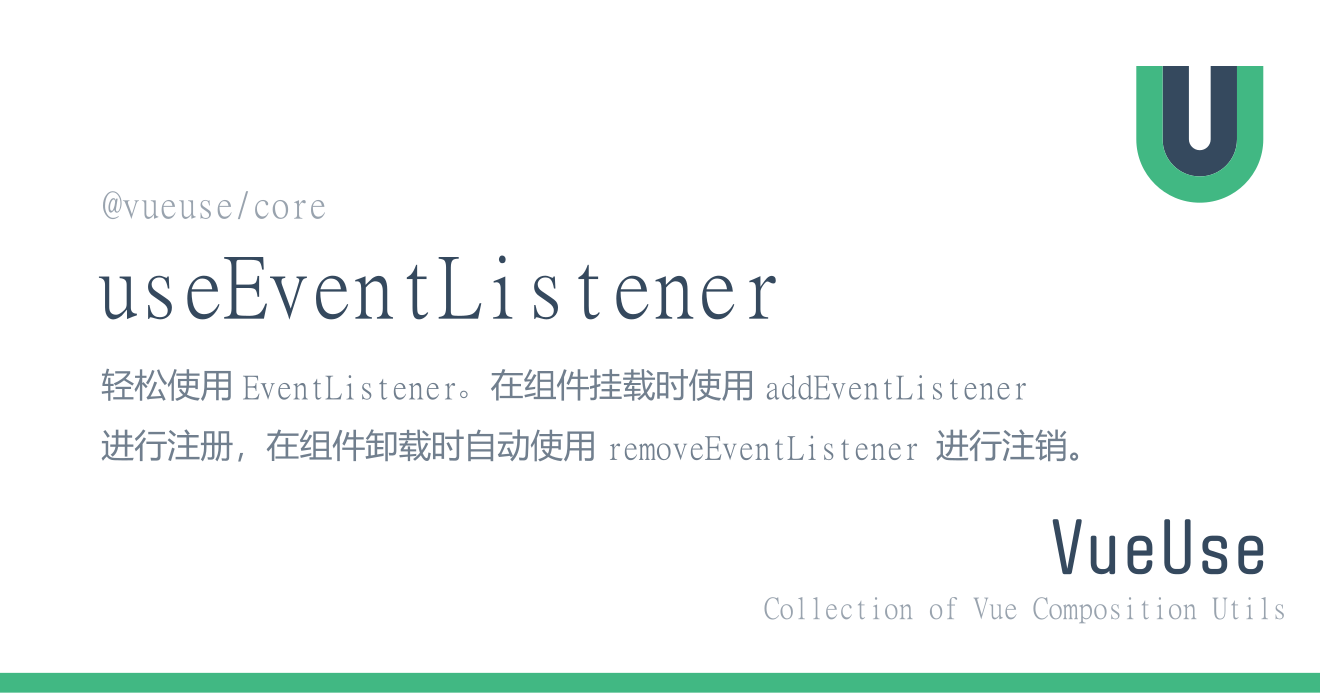 @vueuse/core
useEventListener
轻松使用 EventListener。在组件挂载时使用 addEventListener
进行注册，在组件卸载时自动使用 removeEventListener 进行注销。
VueUse
Collection of Vue Composition Utils